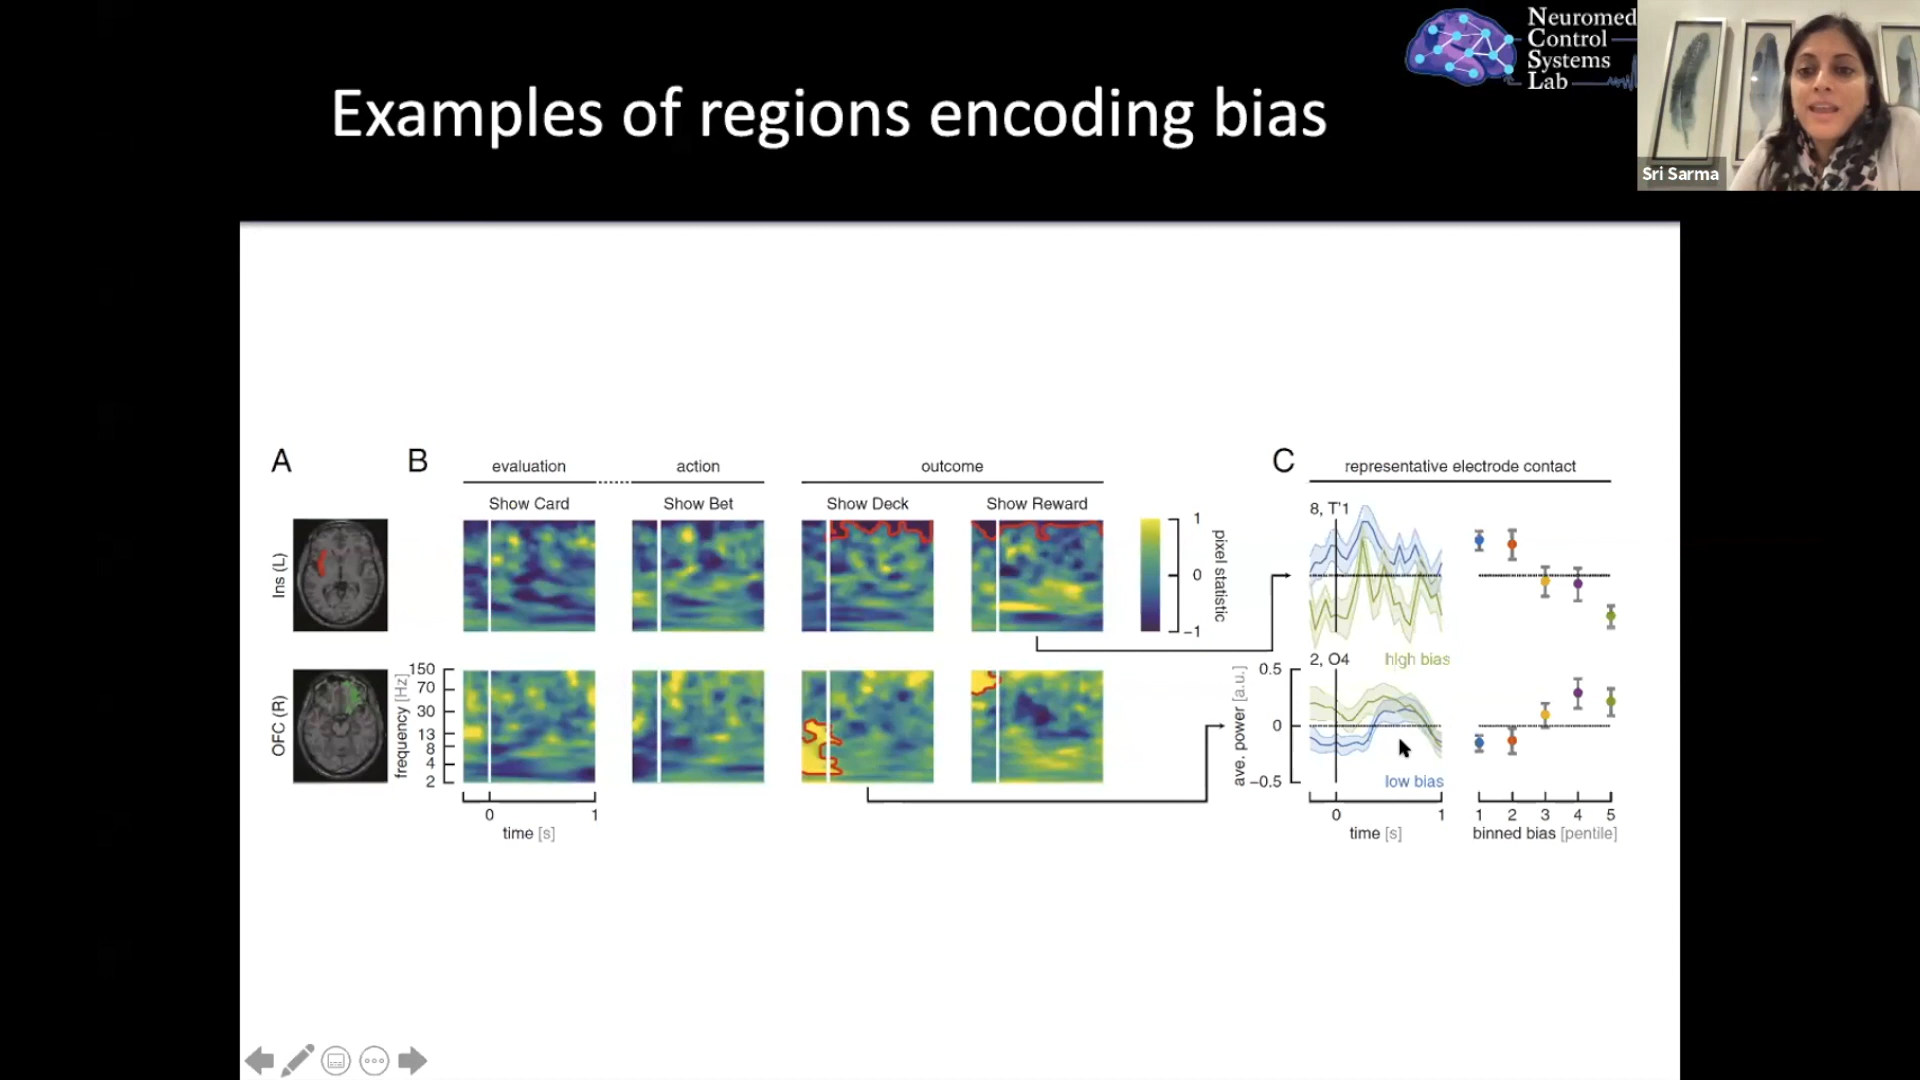 Examples of regions encoding bias
Neuromed
Control
Systems
Lab
Sri Sarma
A
B
evaluation
action
outcome
Show Card
Show Bet
Show Deck
Show Reward
Ins (L)
OFC (R)
frequency [Hz]
150
70
30
13
8
4
2
0
1
time [s]
1
0
−1
pixel statistic
C
representative electrode contact
8, T'1
high bias
2, O4
low bias
ave. power [a.u.]
0.5
0
−0.5
0
1
time [s]
1 2 3 4 5
binned bias [pentile]